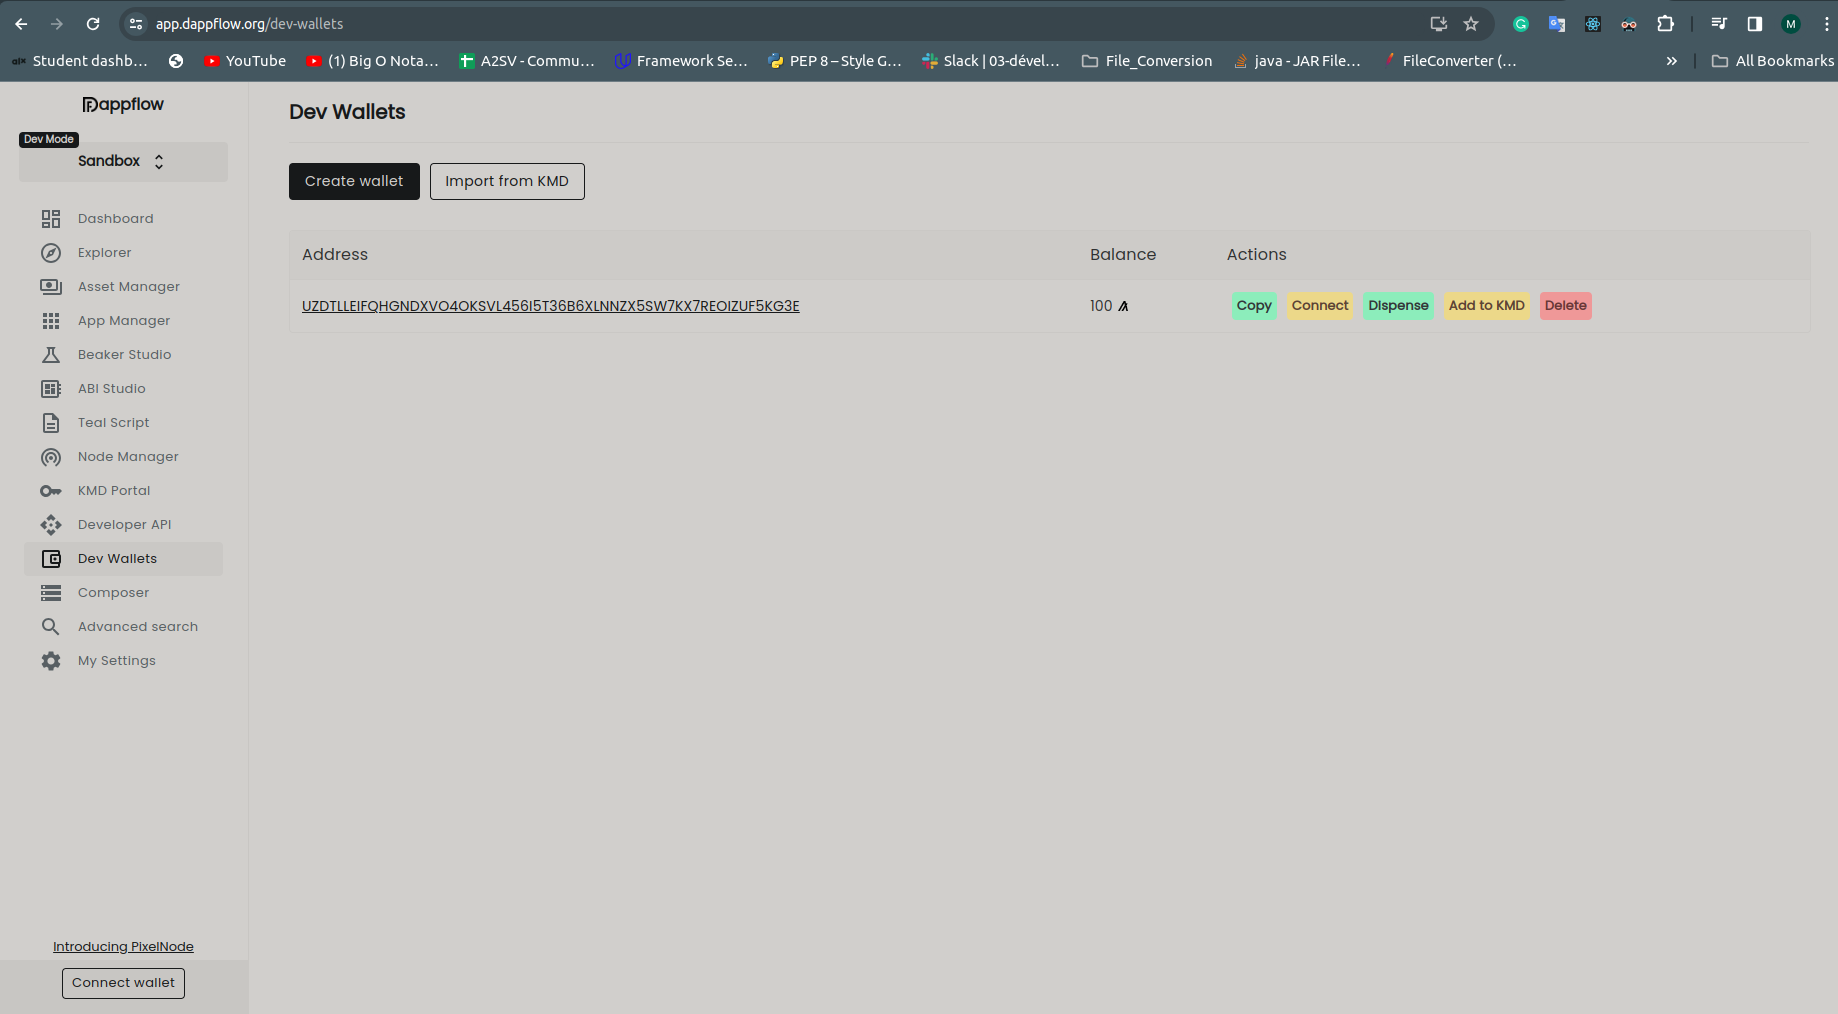 app.dappflow.org/dev-wallets
Student dashb... YouTube (1) Big O Nota... A2SV - Commu... Framework Se... PEP 8 – Style G... Slack | 03-dével... File_Conversion java - JAR File... FileConverter (... » All Bookmarks
Dappflow
Dev Mode
Sandbox
Dashboard
Explorer
Asset Manager
App Manager
Beaker Studio
ABI Studio
Teal Script
Node Manager
KMD Portal
Developer API
Dev Wallets
Composer
Advanced search
My Settings
Introducing PixelNode
Connect wallet
Dev Wallets
Create wallet Import from KMD
Address Balance Actions
UZDTLLEIFQHGNDXVO4OKSVL456I5T36B6XLNNZX5SW7KX7REOIZUF5KG3E 100 Copy Connect Dispense Add to KMD Delete
M